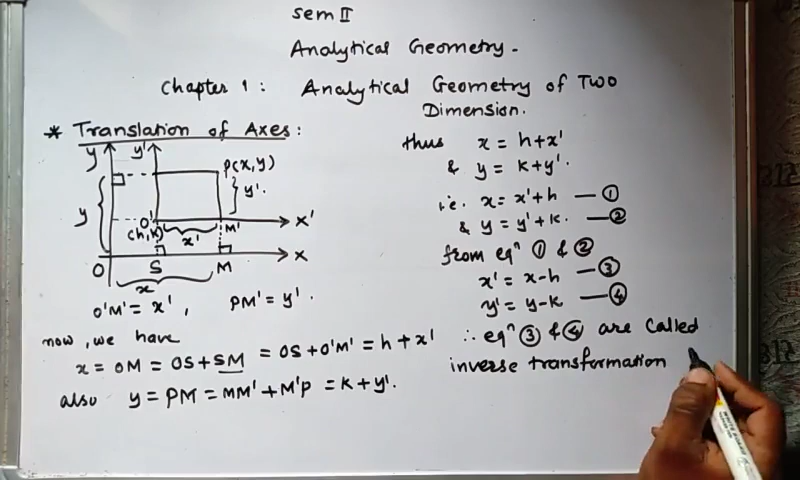 sem II
Analytical Geometry -
Chapter 1 : Analytical Geometry of Two
Dimension.
* Translation of Axes :
y y' P(x,y)
y'
y
O' M' x'
(h,k) x'
O S M x
x
O'M' = x' , PM' = y' .
now, we have
x = OM = OS + SM = OS + O'M' = h + x'
also y = PM = MM' + M'P = k + y'.
thus x = h+x'
& y = k+y'.
i.e. x = x'+h — ①
& y = y'+k. — ②
from eqⁿ ① & ②
x' = x-h — ③
y' = y-k — ④
∴ eqⁿ ③ & ④ are called
inverse transformation